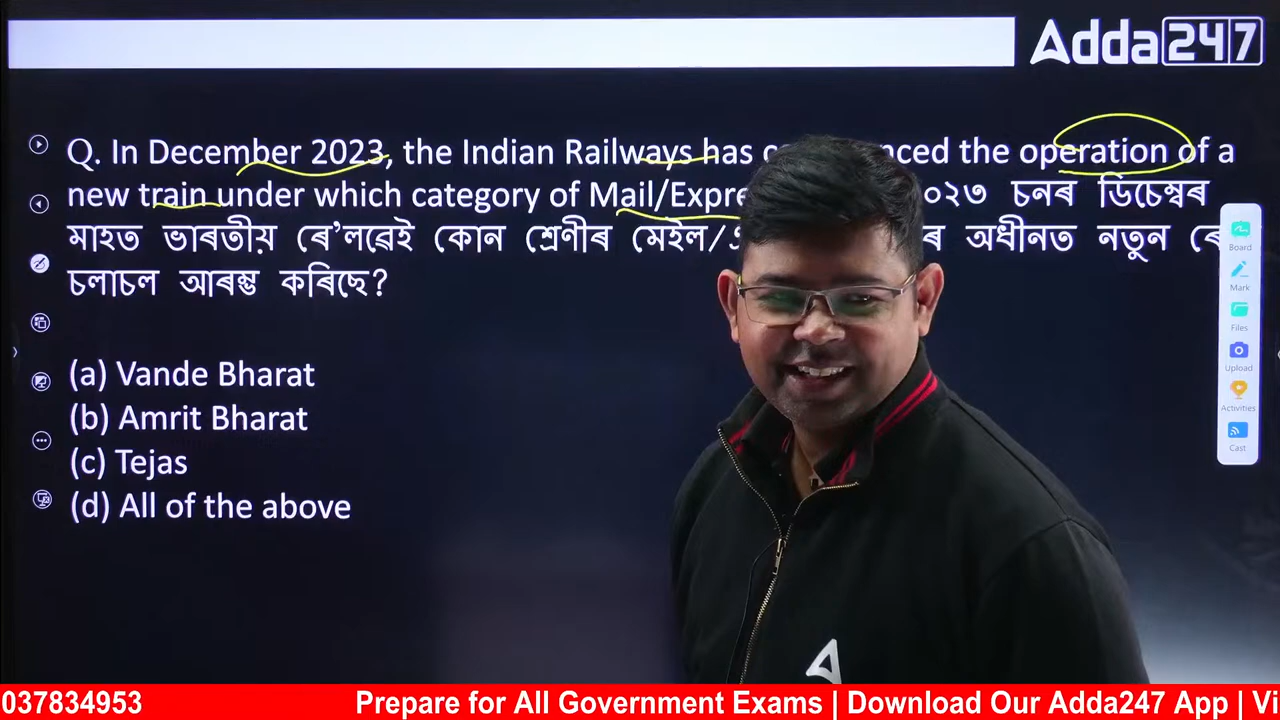 Adda247
Q. In December 2023, the Indian Railways has the operation of a
new train under which category of Mail/Expre ০২৩ চনৰ ডিচেম্বৰ
মাহত ভাৰতীয় ৰে'লৱেই কোন শ্ৰেণীৰ মেইল/ ৰ অধীনত নতুন ৰে
চলাচল আৰম্ভ কৰিছে?
(a) Vande Bharat
(b) Amrit Bharat
(c) Tejas
(d) All of the above
Board
Mark
Files
Upload
Activities
Cast
037834953 Prepare for All Government Exams | Download Our Adda247 App | Vi